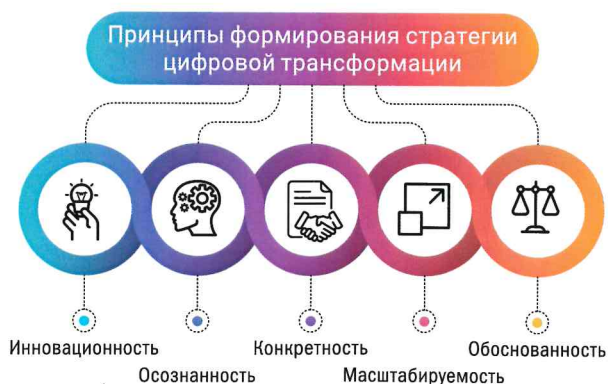 Принципы формирования стратегии
цифровой трансформации
Инновационность
Осознанность
Конкретность
Масштабируемость
Обоснованность